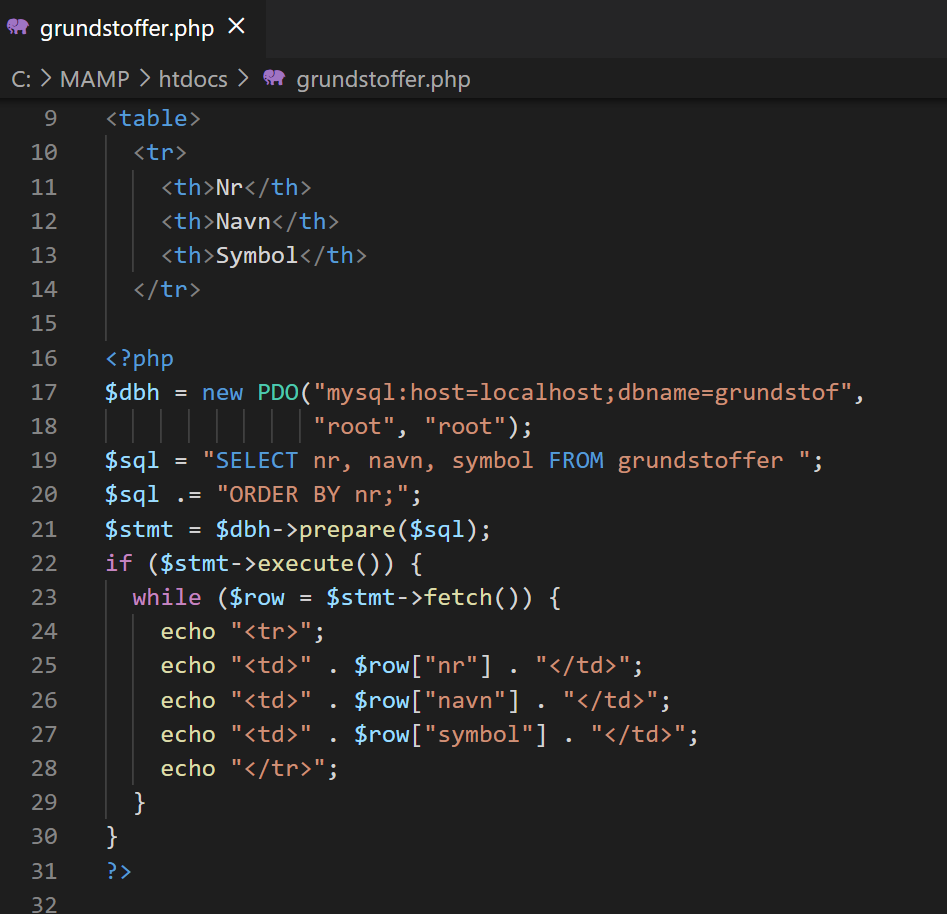 grundstoffer.php ×
C: > MAMP > htdocs > grundstoffer.php
9 <table>
10 <tr>
11 <th>Nr</th>
12 <th>Navn</th>
13 <th>Symbol</th>
14 </tr>
15
16 <?php
17 $dbh = new PDO("mysql:host=localhost;dbname=grundstof",
18 "root", "root");
19 $sql = "SELECT nr, navn, symbol FROM grundstoffer ";
20 $sql .= "ORDER BY nr;";
21 $stmt = $dbh->prepare($sql);
22 if ($stmt->execute()) {
23 while ($row = $stmt->fetch()) {
24 echo "<tr>";
25 echo "<td>" . $row["nr"] . "</td>";
26 echo "<td>" . $row["navn"] . "</td>";
27 echo "<td>" . $row["symbol"] . "</td>";
28 echo "</tr>";
29 }
30 }
31 ?>
32